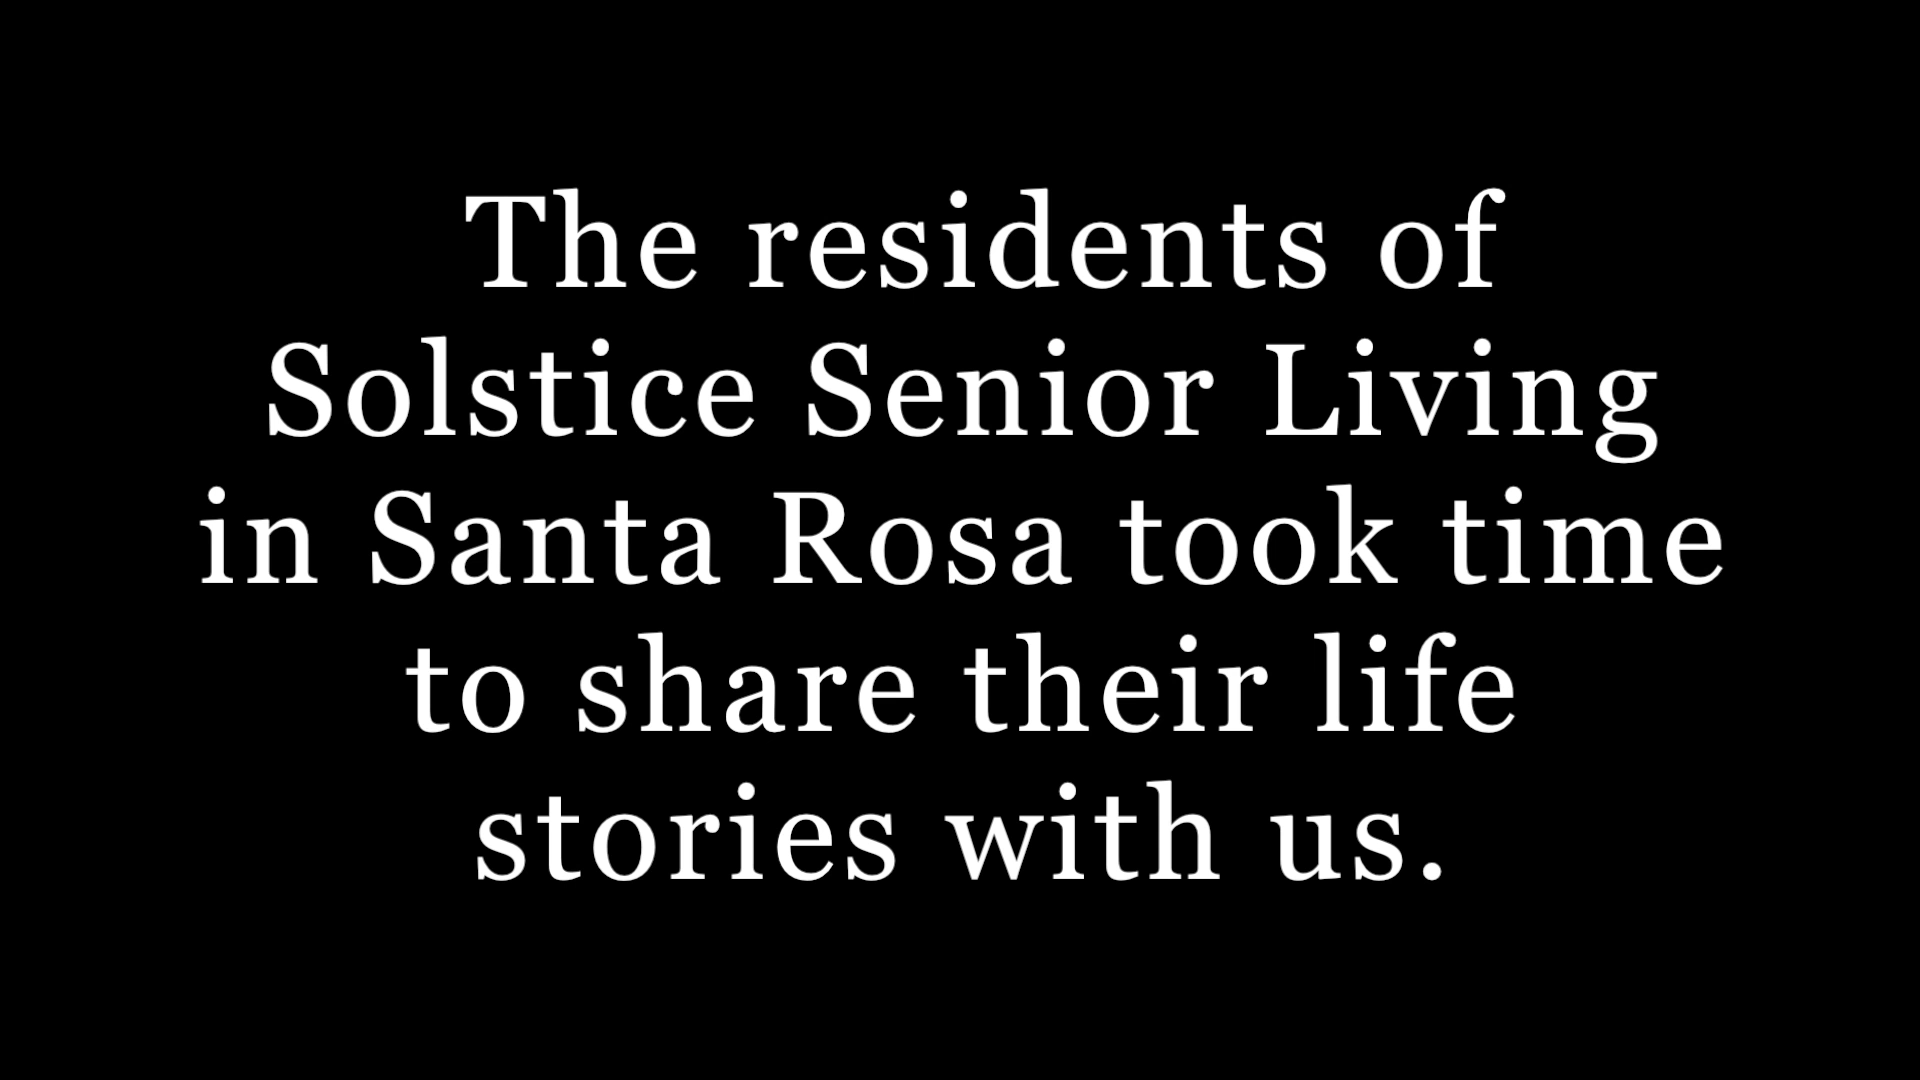 The residents of
Solstice Senior Living
in Santa Rosa took time
to share their life
stories with us.